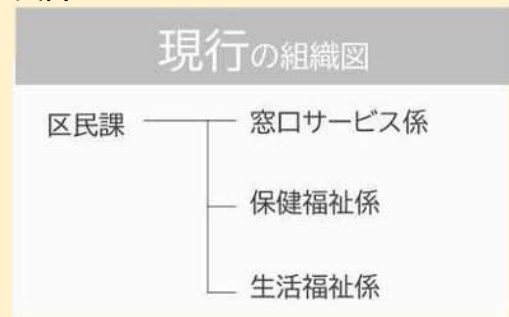 現行の組織図
区民課
窓口サービス係
保健福祉係
生活福祉係